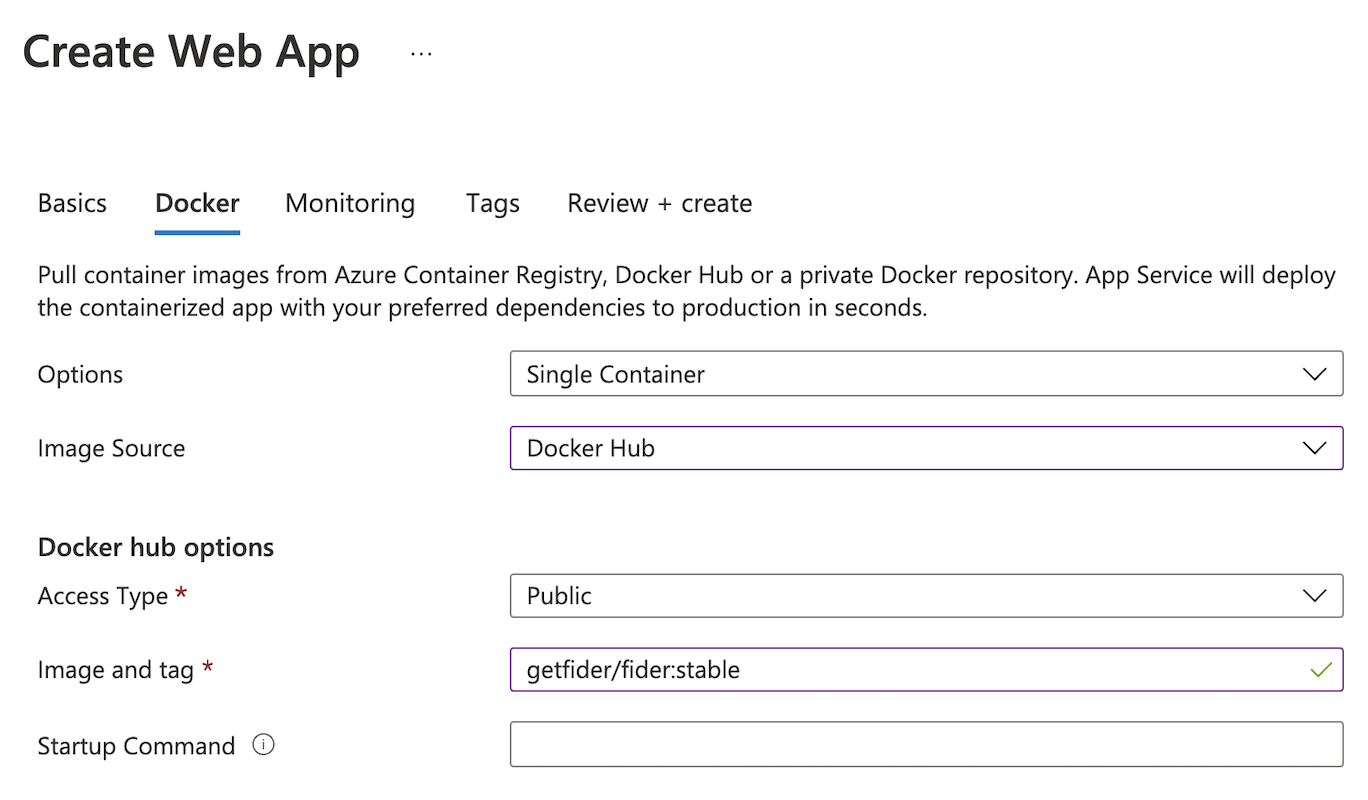 Create Web App ...
Basics Docker Monitoring Tags Review + create
Pull container images from Azure Container Registry, Docker Hub or a private Docker repository. App Service will deploy
the containerized app with your preferred dependencies to production in seconds.
Options Single Container
Image Source Docker Hub
Docker hub options
Access Type * Public
Image and tag * getfider/fider:stable
Startup Command